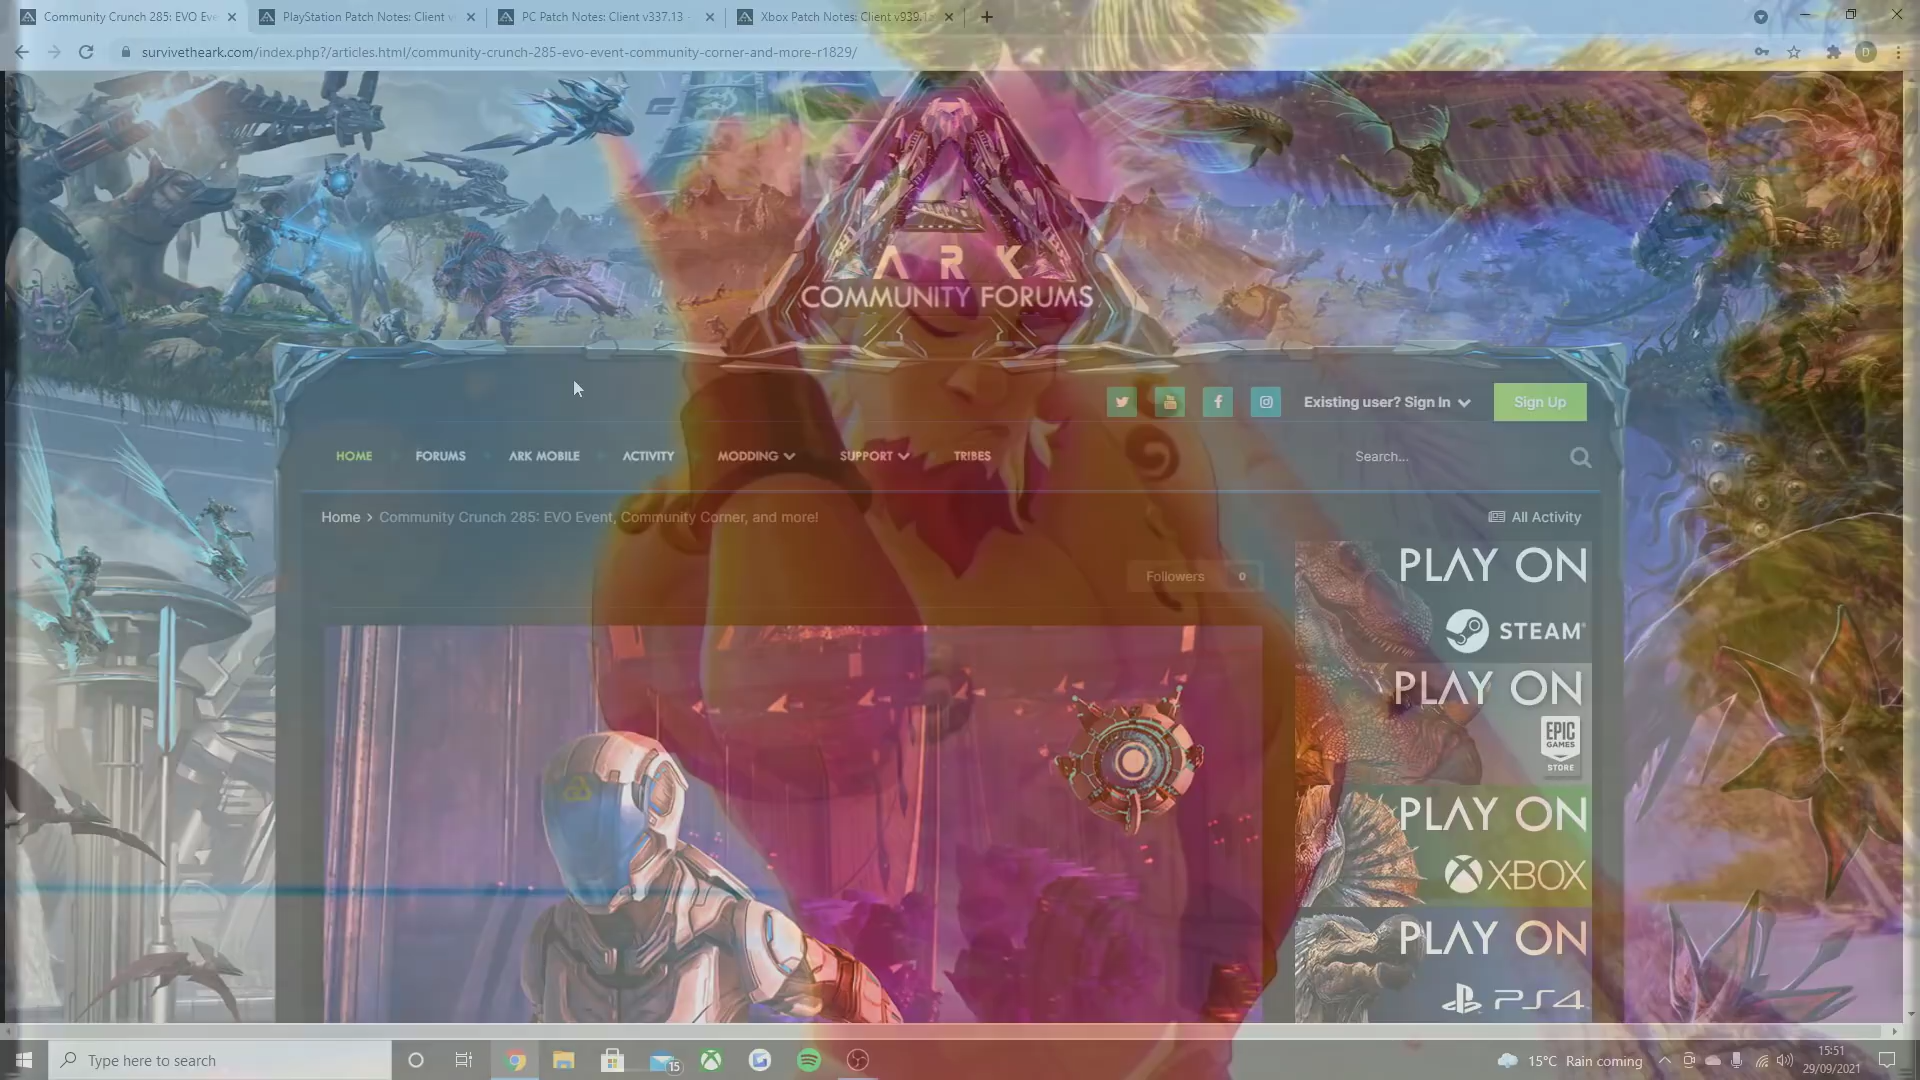 Community Crunch 285: EVO Eve
PlayStation Patch Notes: Client v
PC Patch Notes: Client v337.13
Xbox Patch Notes: Client v939.1
survivetheark.com/index.php?/articles.html/community-crunch-285-evo-event-community-corner-and-more-r1829/
D
ARK
COMMUNITY FORUMS
Existing user? Sign In
Sign Up
HOME
FORUMS
ARK MOBILE
ACTIVITY
MODDING
SUPPORT
TRIBES
Search...
Home > Community Crunch 285: EVO Event, Community Corner, and more!
All Activity
Followers 0
PLAY ON
STEAM
PLAY ON
EPIC
GAMES
STORE
PLAY ON
XBOX
PLAY ON
PS4
Type here to search
15
15°C Rain coming
15:51
29/09/2021